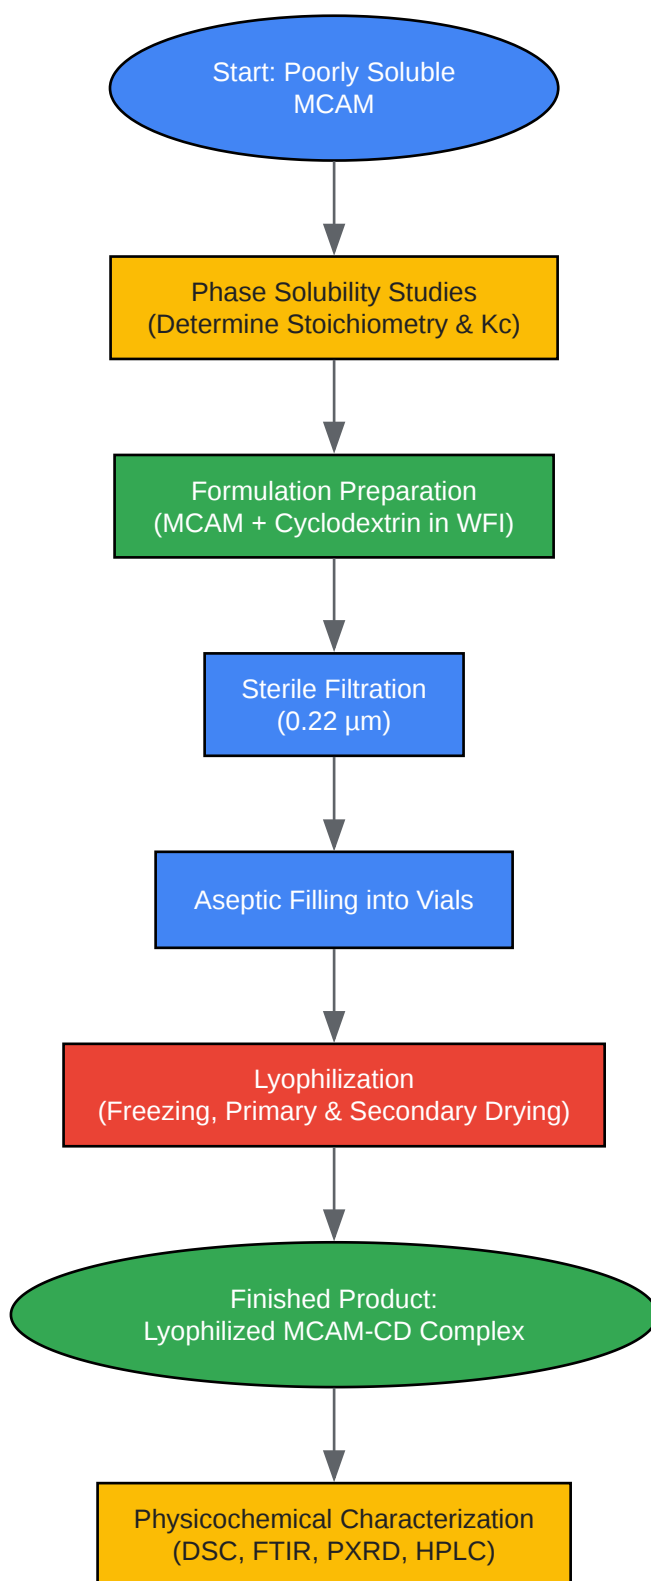 Start: Poorly Soluble
MCAM
Phase Solubility Studies
(Determine Stoichiometry & Kc)
Formulation Preparation
(MCAM + Cyclodextrin in WFI)
Sterile Filtration
(0.22 µm)
Aseptic Filling into Vials
Lyophilization
(Freezing, Primary & Secondary Drying)
Finished Product:
Lyophilized MCAM-CD Complex
Physicochemical Characterization
(DSC, FTIR, PXRD, HPLC)